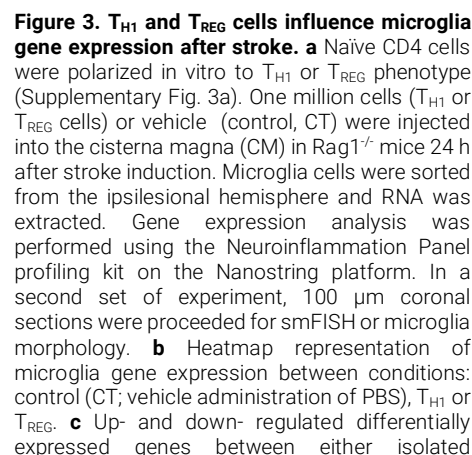 Figure 3. TH1 and TREG cells influence microglia
gene expression after stroke. a Naïve CD4 cells
were polarized in vitro to TH1 or TREG phenotype
(Supplementary Fig. 3a). One million cells (TH1 or
TREG cells) or vehicle (control, CT) were injected
into the cisterna magna (CM) in Rag1-/- mice 24 h
after stroke induction. Microglia cells were sorted
from the ipsilesional hemisphere and RNA was
extracted. Gene expression analysis was
performed using the Neuroinflammation Panel
profiling kit on the Nanostring platform. In a
second set of experiment, 100 µm coronal
sections were proceeded for smFISH or microglia
morphology. b Heatmap representation of
microglia gene expression between conditions:
control (CT; vehicle administration of PBS), TH1 or
TREG. c Up- and down- regulated differentially
expressed genes between either isolated